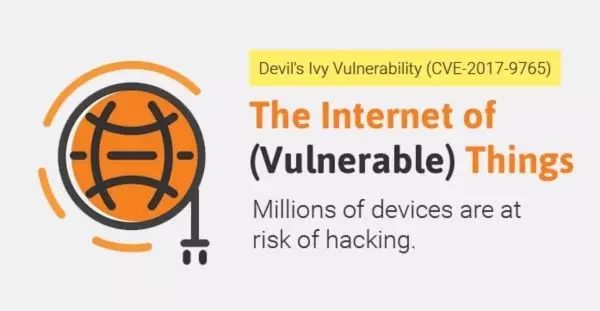 Devil's Ivy Vulnerability (CVE-2017-9765)
The Internet of
(Vulnerable) Things
Millions of devices are at
risk of hacking.